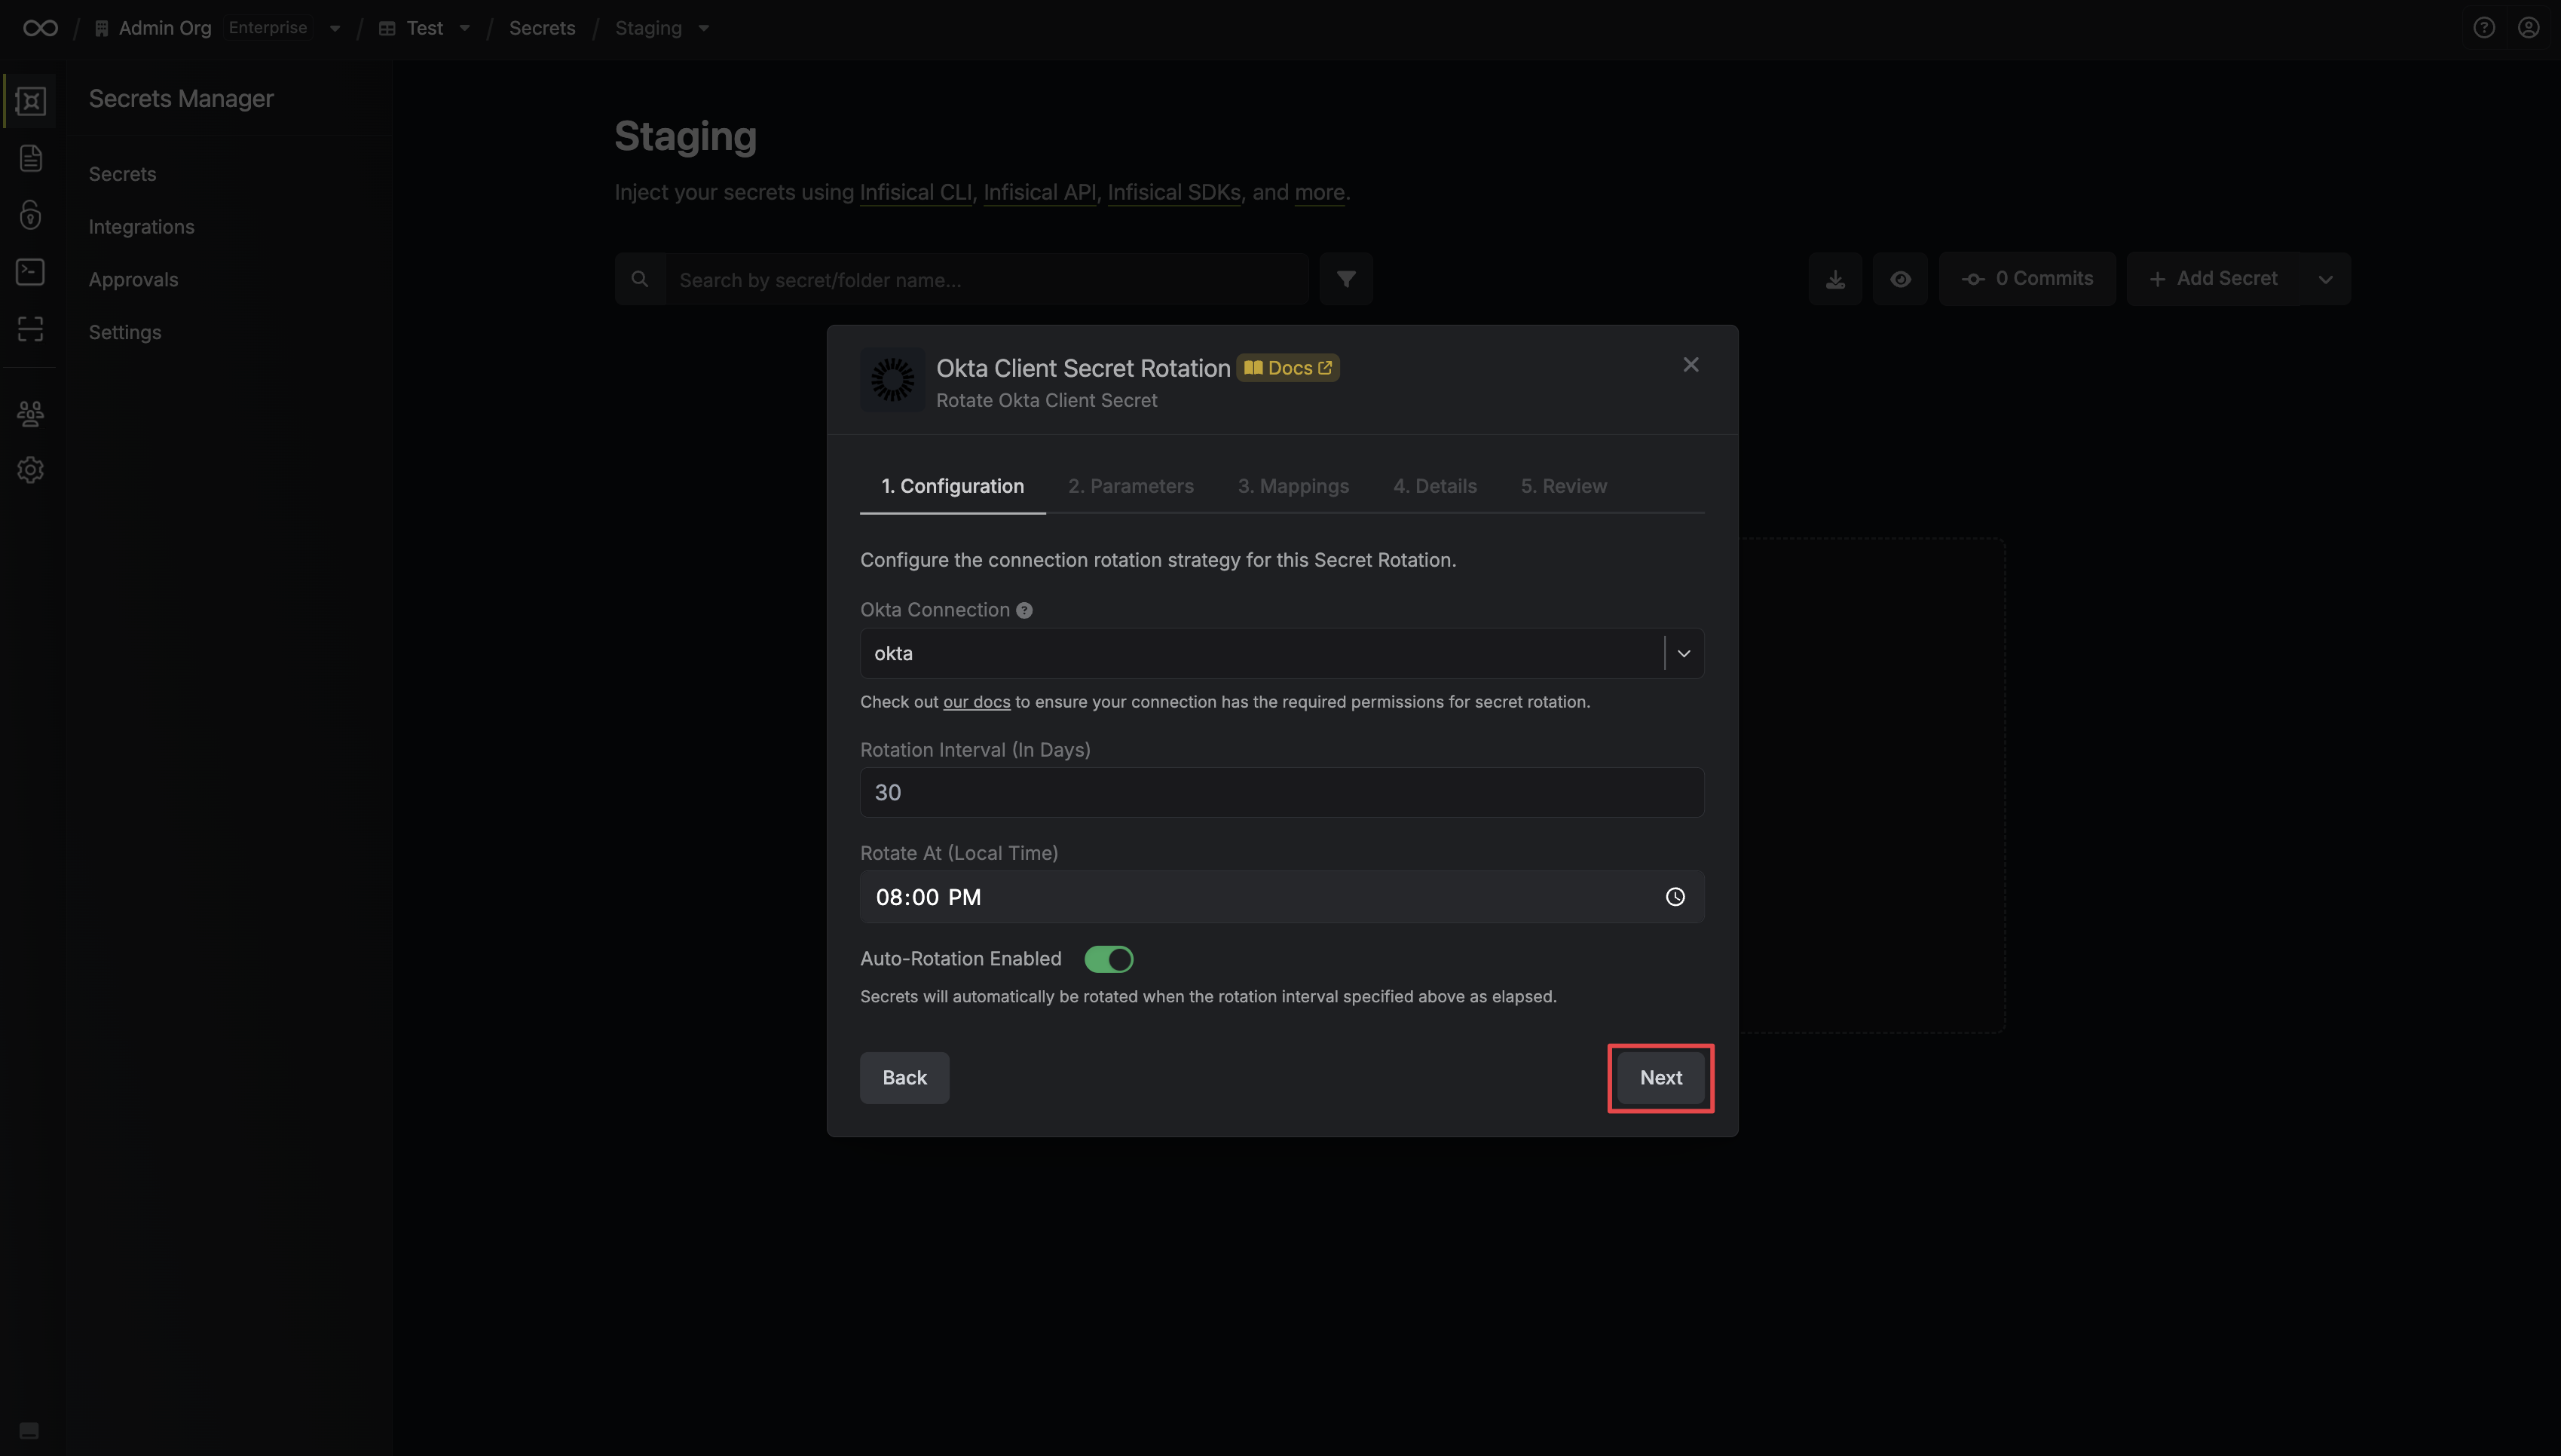 Admin Org Enterprise / Test / Secrets / Staging
Secrets Manager
Secrets
Integrations
Approvals
Settings
Staging
Inject your secrets using Infisical CLI, Infisical API, Infisical SDKs, and more.
Search by secret/folder name...
0 Commits
Add Secret
Okta Client Secret Rotation Docs
Rotate Okta Client Secret
1. Configuration 2. Parameters 3. Mappings 4. Details 5. Review
Configure the connection rotation strategy for this Secret Rotation.
Okta Connection
okta
Check out our docs to ensure your connection has the required permissions for secret rotation.
Rotation Interval (In Days)
30
Rotate At (Local Time)
08:00 PM
Auto-Rotation Enabled
Secrets will automatically be rotated when the rotation interval specified above as elapsed.
Back Next